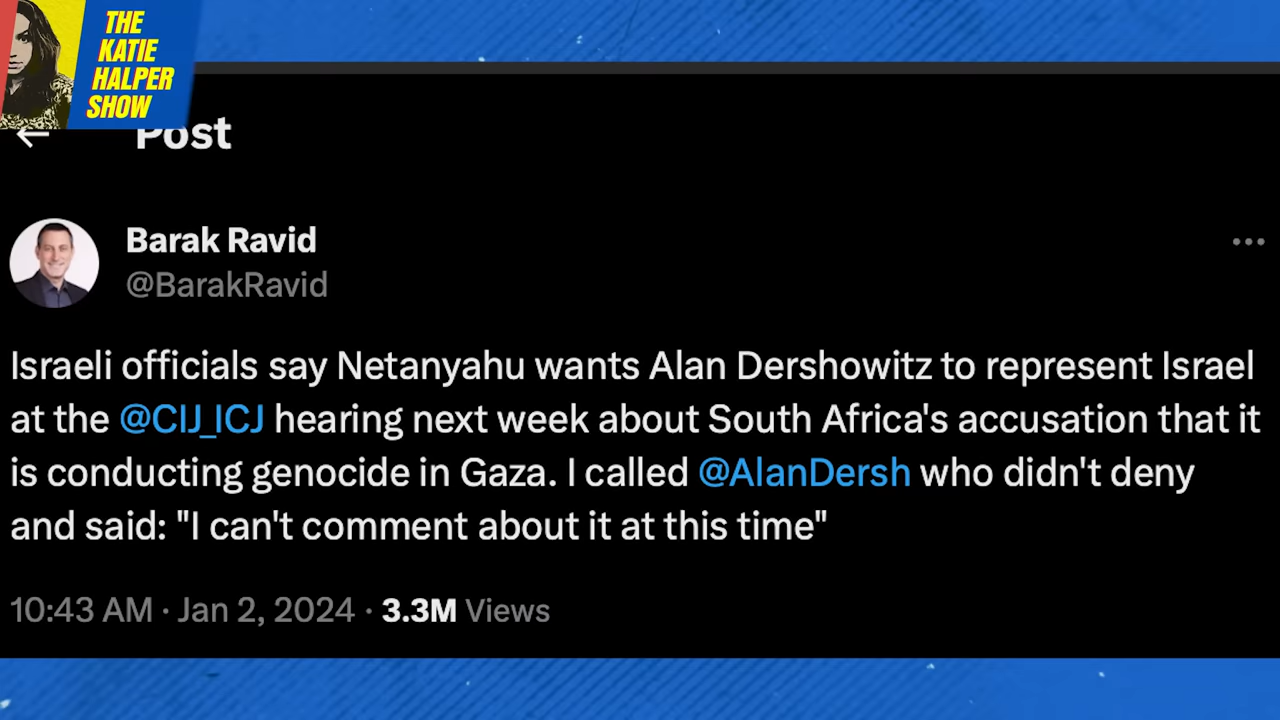 THE
KATIE
HALPER
SHOW
Post
Barak Ravid
@BarakRavid
Israeli officials say Netanyahu wants Alan Dershowitz to represent Israel
at the @CIJ_ICJ hearing next week about South Africa's accusation that it
is conducting genocide in Gaza. I called @AlanDersh who didn't deny
and said: "I can't comment about it at this time"
10:43 AM · Jan 2, 2024 · 3.3M Views